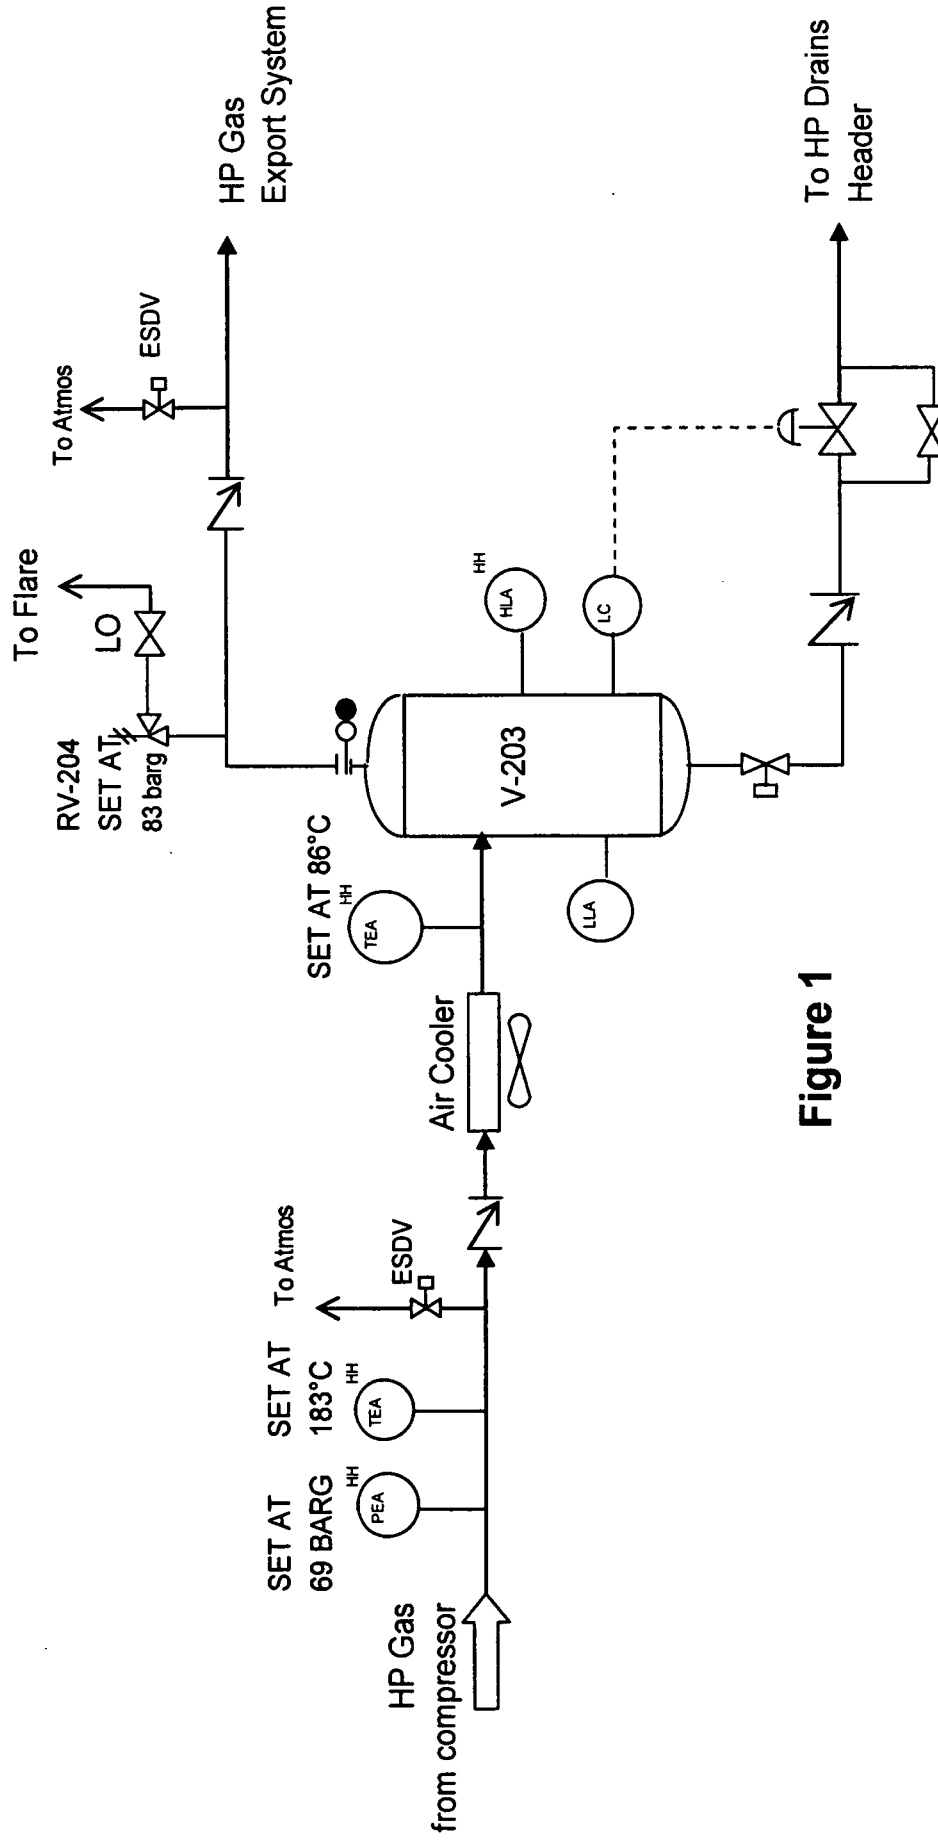 HP Gas
from compressor
SET AT
69 BARG
PEA
HH
SET AT
183°C
TEA
HH
To Atmos
ESDV
Air Cooler
SET AT 86°C
TEA
HH
V-203
LLA
HLA
HH
LC
RV-204
SET AT
83 barg
LO
To Flare
To Atmos
ESDV
HP Gas
Export System
To HP Drains
Header
Figure 1